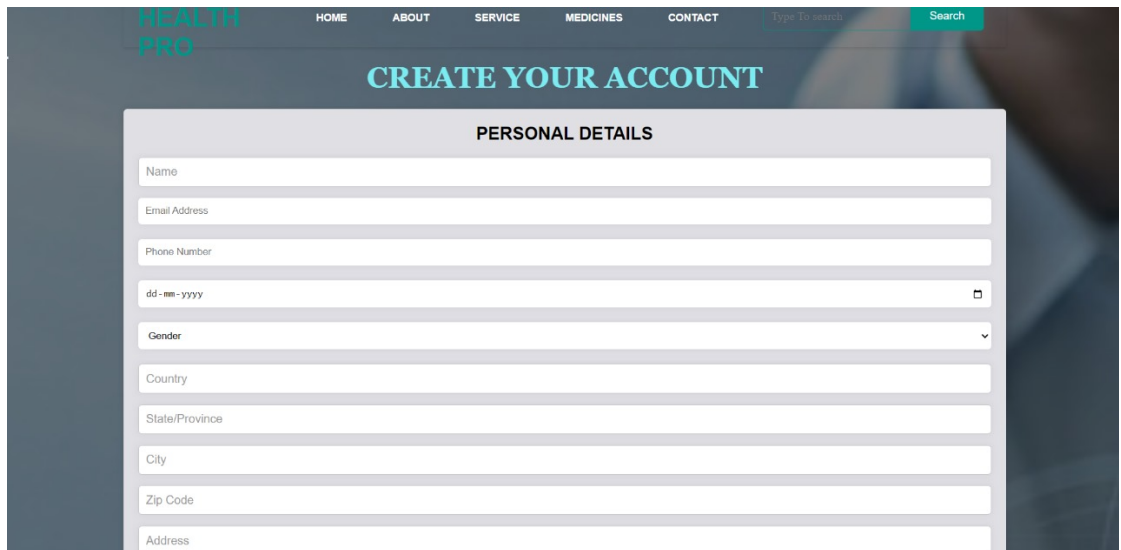 HEALTH
PRO
HOME ABOUT SERVICE MEDICINES CONTACT Type To search Search
CREATE YOUR ACCOUNT
PERSONAL DETAILS
Name
Email Address
Phone Number
dd-mm-yyyy
Gender
Country
State/Province
City
Zip Code
Address